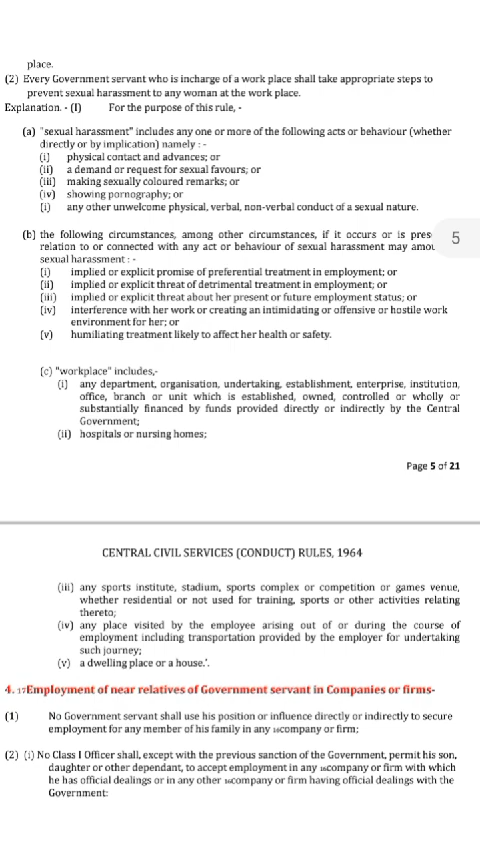 place.
(2) Every Government servant who is incharge of a work place shall take appropriate steps to
prevent sexual harassment to any woman at the work place.
Explanation. - (I) For the purpose of this rule, -
(a) "sexual harassment" includes any one or more of the following acts or behaviour (whether
directly or by implication) namely : -
(i) physical contact and advances; or
(ii) a demand or request for sexual favours; or
(iii) making sexually coloured remarks; or
(iv) showing pornography; or
(i) any other unwelcome physical, verbal, non-verbal conduct of a sexual nature.
(b) the following circumstances, among other circumstances, if it occurs or is pres
relation to or connected with any act or behaviour of sexual harassment may amou
sexual harassment : -
5
(i) implied or explicit promise of preferential treatment in employment; or
(ii) implied or explicit threat of detrimental treatment in employment; or
(iii) implied or explicit threat about her present or future employment status; or
(iv) interference with her work or creating an intimidating or offensive or hostile work
environment for her; or
(v) humiliating treatment likely to affect her health or safety.
(c) "workplace" includes,-
(i) any department, organisation, undertaking, establishment, enterprise, institution,
office, branch or unit which is established, owned, controlled or wholly or
substantially financed by funds provided directly or indirectly by the Central
Government;
(ii) hospitals or nursing homes;
Page 5 of 21
CENTRAL CIVIL SERVICES (CONDUCT) RULES, 1964
(iii) any sports institute, stadium, sports complex or competition or games venue,
whether residential or not used for training, sports or other activities relating
thereto;
(iv) any place visited by the employee arising out of or during the course of
employment including transportation provided by the employer for undertaking
such journey;
(v) a dwelling place or a house.'.
4. 17Employment of near relatives of Government servant in Companies or firms-
(1) No Government servant shall use his position or influence directly or indirectly to secure
employment for any member of his family in any company or firm;
(2) (i) No Class I Officer shall, except with the previous sanction of the Government, permit his son,
daughter or other dependant, to accept employment in any company or firm with which
he has official dealings or in any other company or firm having official dealings with the
Government: